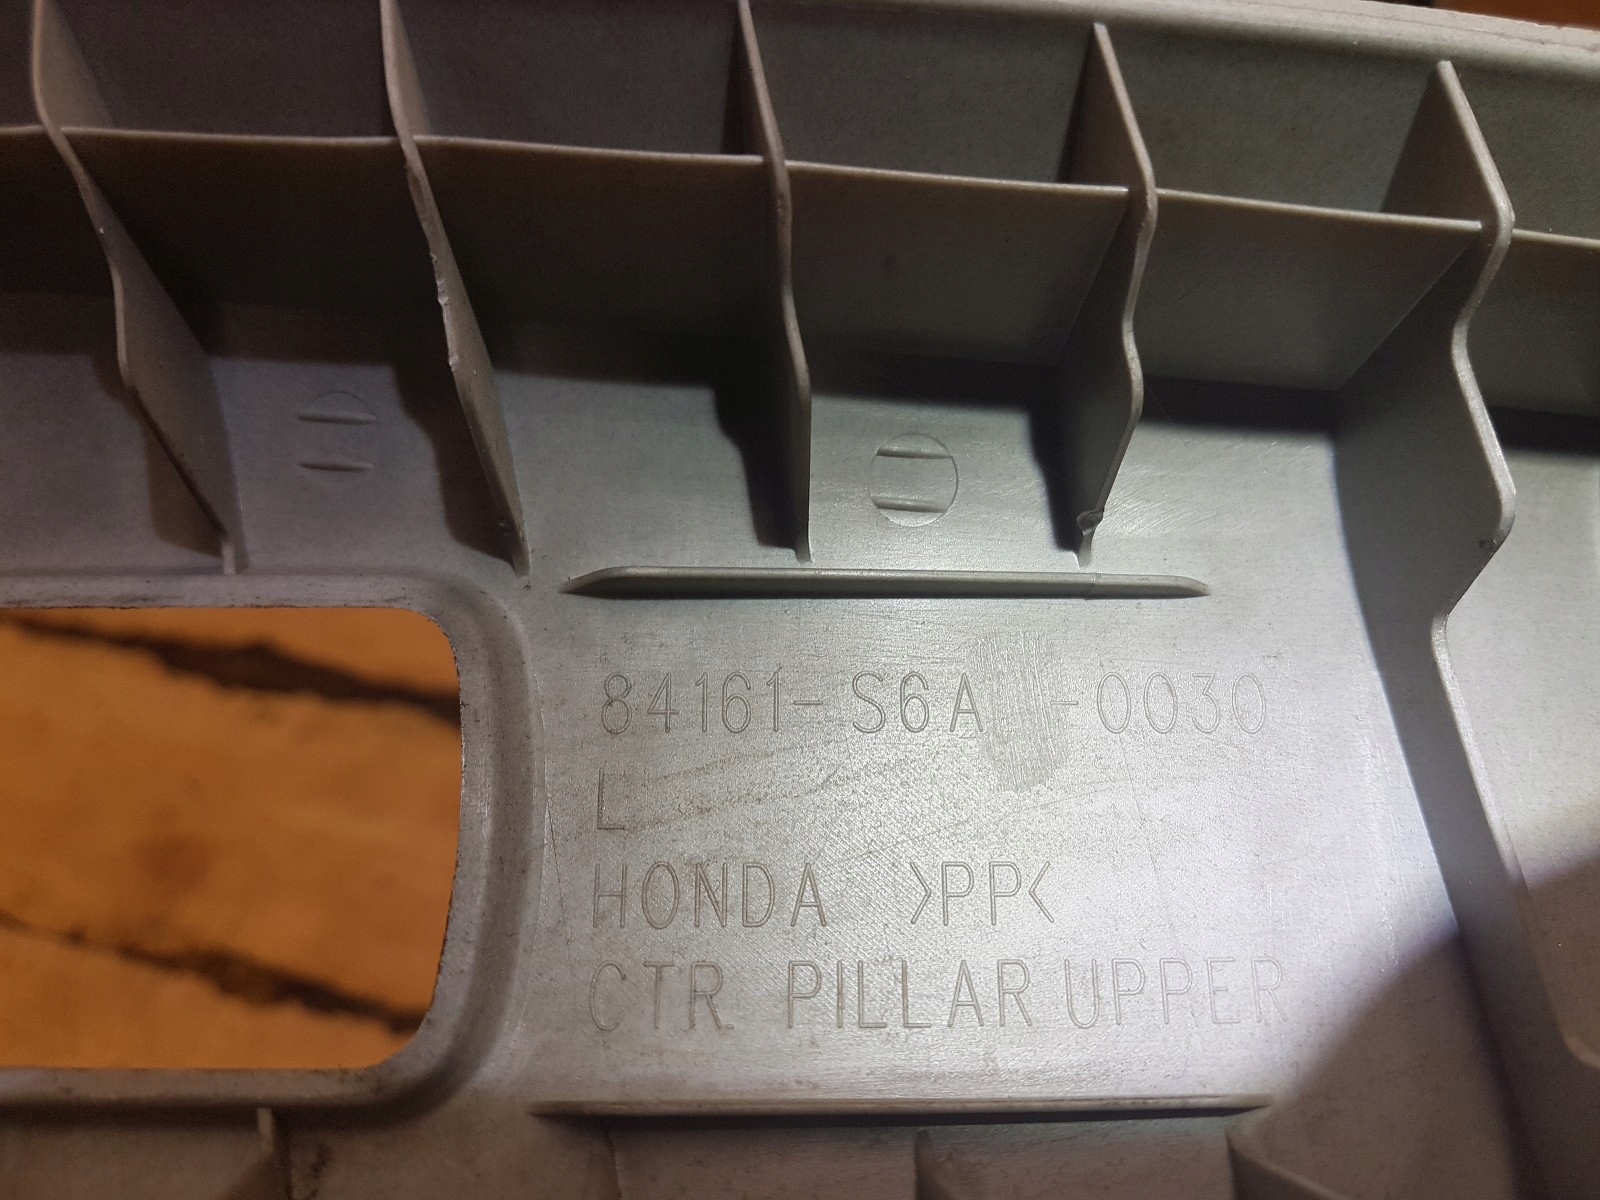 84161-S6A -0030
L
HONDA >PP<
CTR. PILLAR UPPER